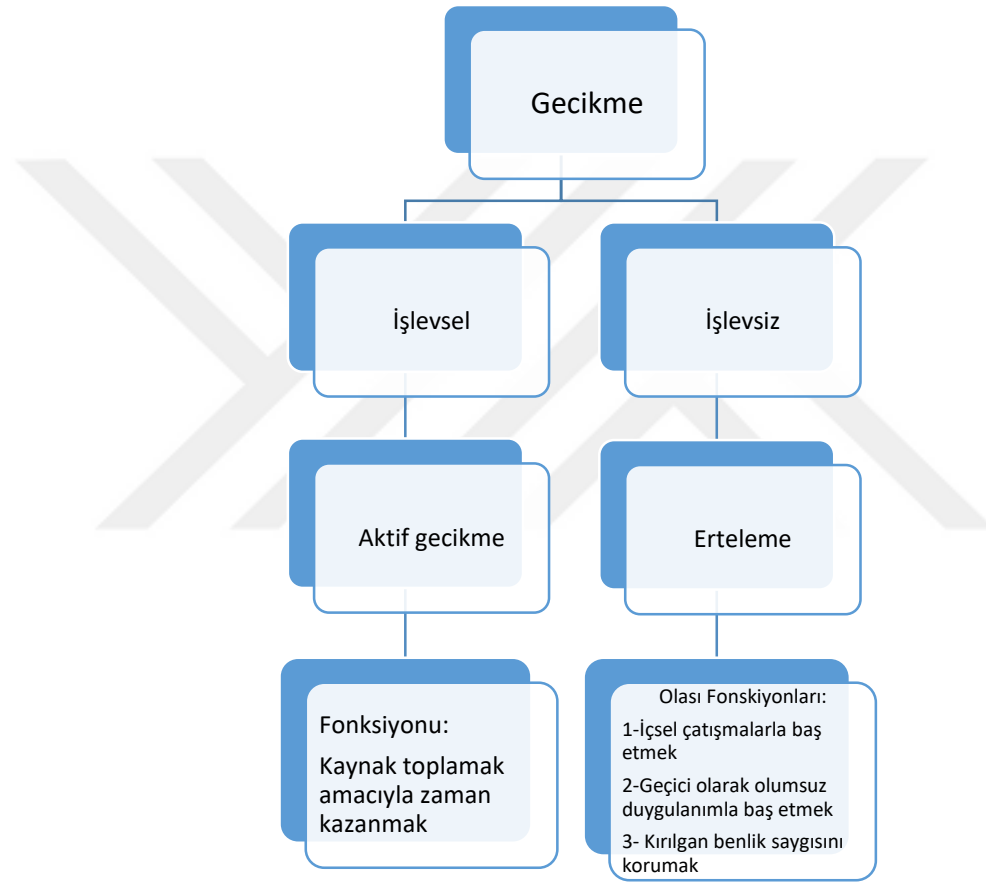 Gecikme
İşlevsel
İşlevsiz
Aktif gecikme
Erteleme
Fonksiyonu:
Kaynak toplamak
amacıyla zaman
kazanmak
Olası Fonskiyonları:
1-İçsel çatışmalarla baş
etmek
2-Geçici olarak olumsuz
duygulanımla baş etmek
3- Kırılgan benlik saygısını
korumak